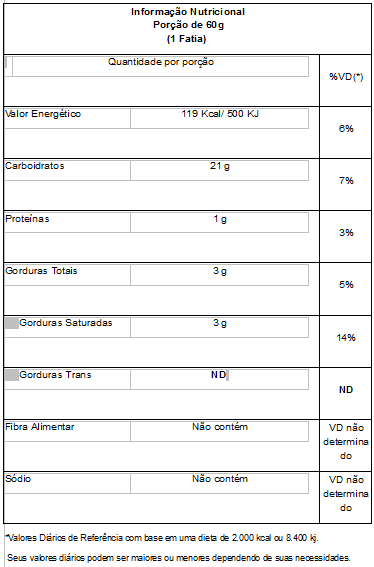 Informação Nutricional
Porção de 60g
(1 Fatia)
Quantidade por porção
%VD(*)
Valor Energético 119 Kcal/ 500 KJ 6%
Carboidratos 21 g 7%
Proteínas 1 g 3%
Gorduras Totais 3 g 5%
Gorduras Saturadas 3 g 14%
Gorduras Trans ND ND
Fibra Alimentar Não contém VD não
determina
do
Sódio Não contém VD não
determina
do
*Valores Diários de Referência com base em uma dieta de 2.000 kcal ou 8.400 kj.
Seus valores diários podem ser maiores ou menores dependendo de suas necessidades.